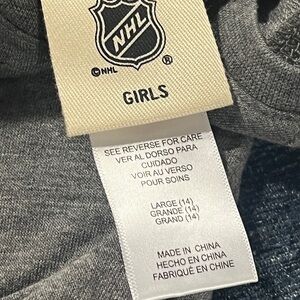 NHL
©NHL ®
GIRLS
SEE REVERSE FOR CARE
VER AL DORSO PARA
CUIDADO
VOIR AU VERSO
POUR SOINS
LARGE (14)
GRANDE (14)
GRAND (14)
MADE IN CHINA
HECHO EN CHINA
FABRIQUÉ EN CHINE